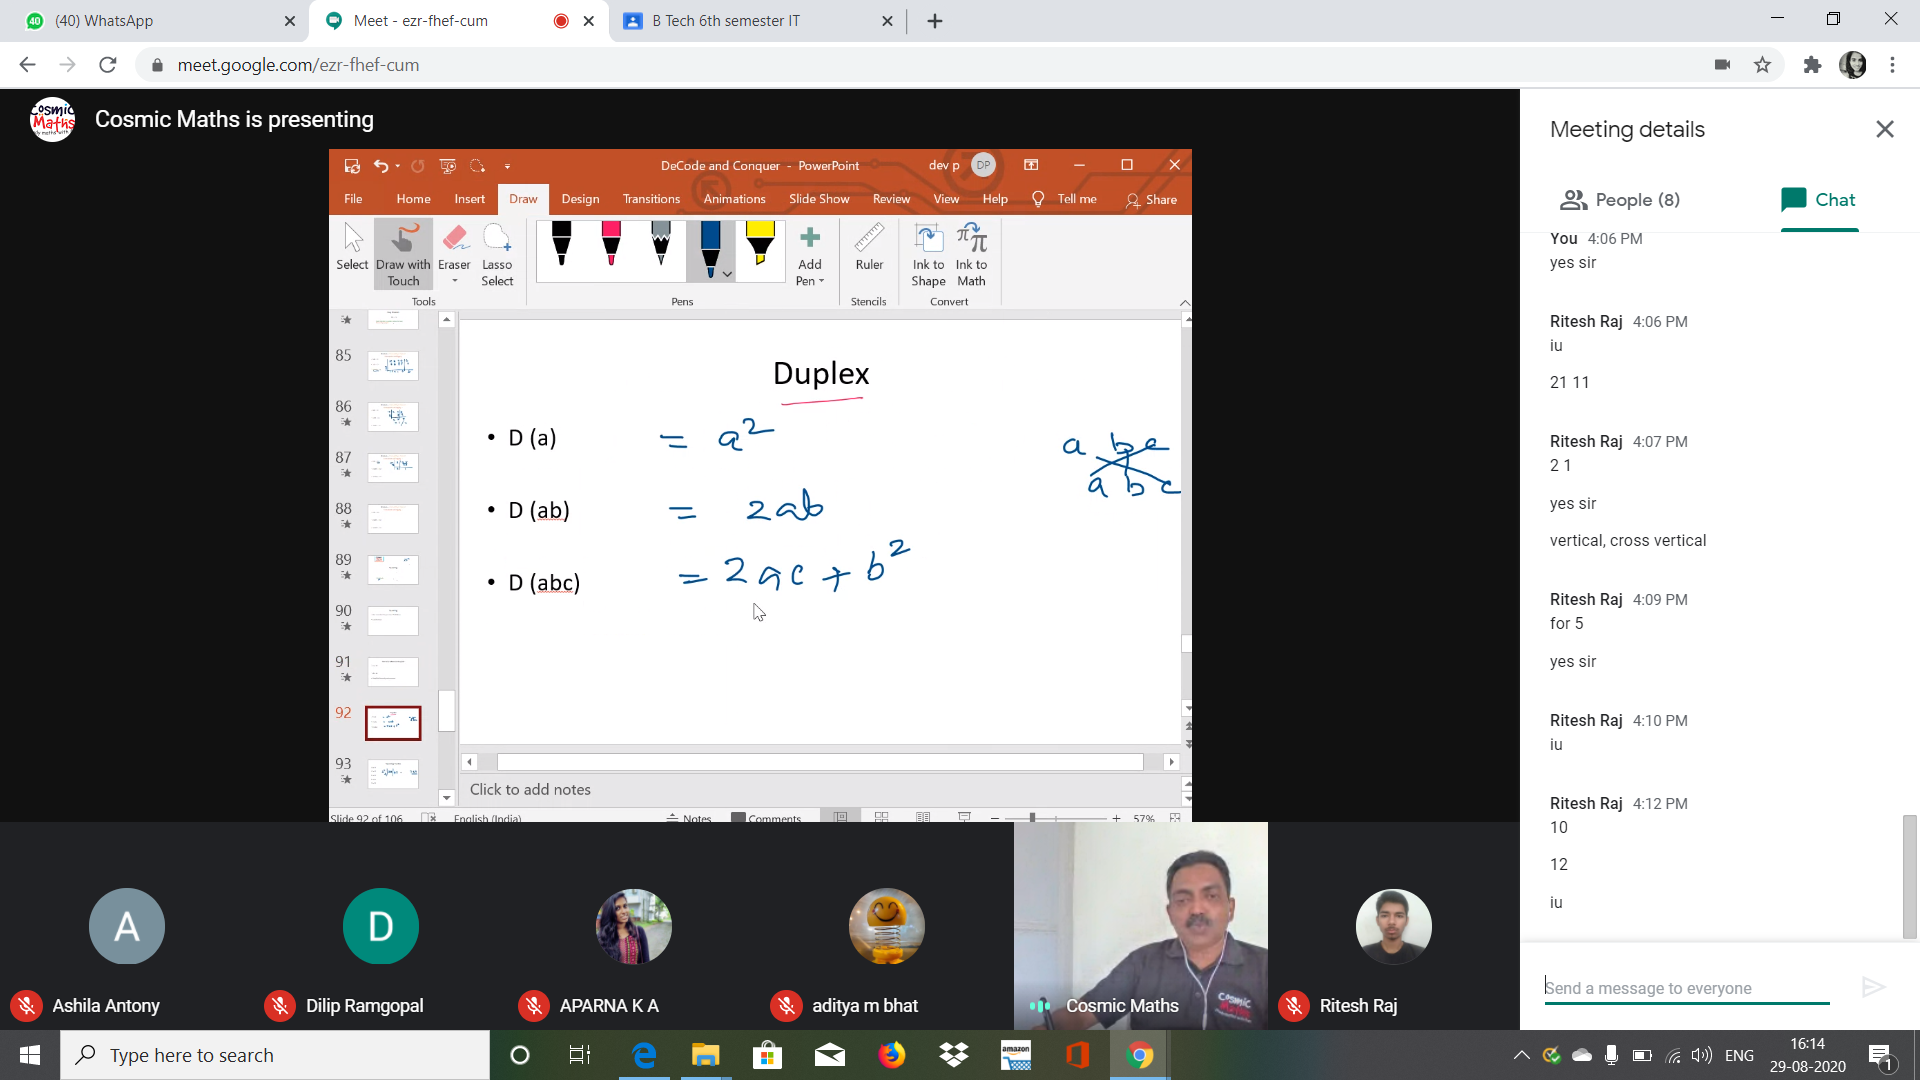 (40) WhatsApp
Meet - ezr-fhef-cum
B Tech 6th semester IT
meet.google.com/ezr-fhef-cum
Cosmic Maths
Cosmic Maths is presenting
DeCode and Conquer - PowerPoint
dev p
DP
File Home Insert Draw Design Transitions Animations Slide Show Review View Help Tell me Share
Select
Draw with Touch
Eraser
Lasso Select
Add Pen
Ruler
Ink to Shape
Ink to Math
Tools
Pens
Stencils
Convert
85
86
87
88
89
90
91
92
93
Duplex
• D (a) = a²
• D (ab) = 2ab
• D (abc) = 2ac + b²
a b c
a b c
Click to add notes
Slide 92 of 106
English (India)
Notes
Comments
57%
A
D
Ashila Antony
Dilip Ramgopal
APARNA K A
aditya m bhat
Cosmic Maths
Ritesh Raj
COSMIC
Meeting details
People (8)
Chat
You 4:06 PM
yes sir
Ritesh Raj 4:06 PM
iu
21 11
Ritesh Raj 4:07 PM
2 1
yes sir
vertical, cross vertical
Ritesh Raj 4:09 PM
for 5
yes sir
Ritesh Raj 4:10 PM
iu
Ritesh Raj 4:12 PM
10
12
iu
Send a message to everyone
Type here to search
amazon
ENG
16:14
29-08-2020
1